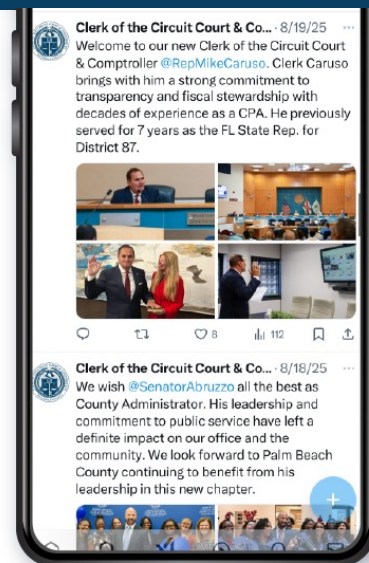 Clerk of the Circuit Court & Co... · 8/19/25 ...
Welcome to our new Clerk of the Circuit Court
& Comptroller @RepMikeCaruso. Clerk Caruso
brings with him a strong commitment to
transparency and fiscal stewardship with
decades of experience as a CPA. He previously
served for 7 years as the FL State Rep. for
District 87.
8 112
Clerk of the Circuit Court & Co... · 8/18/25 ...
We wish @SenatorAbruzzo all the best as
County Administrator. His leadership and
commitment to public service have left a
definite impact on our office and the
community. We look forward to Palm Beach
County continuing to benefit from his
leadership in this new chapter.